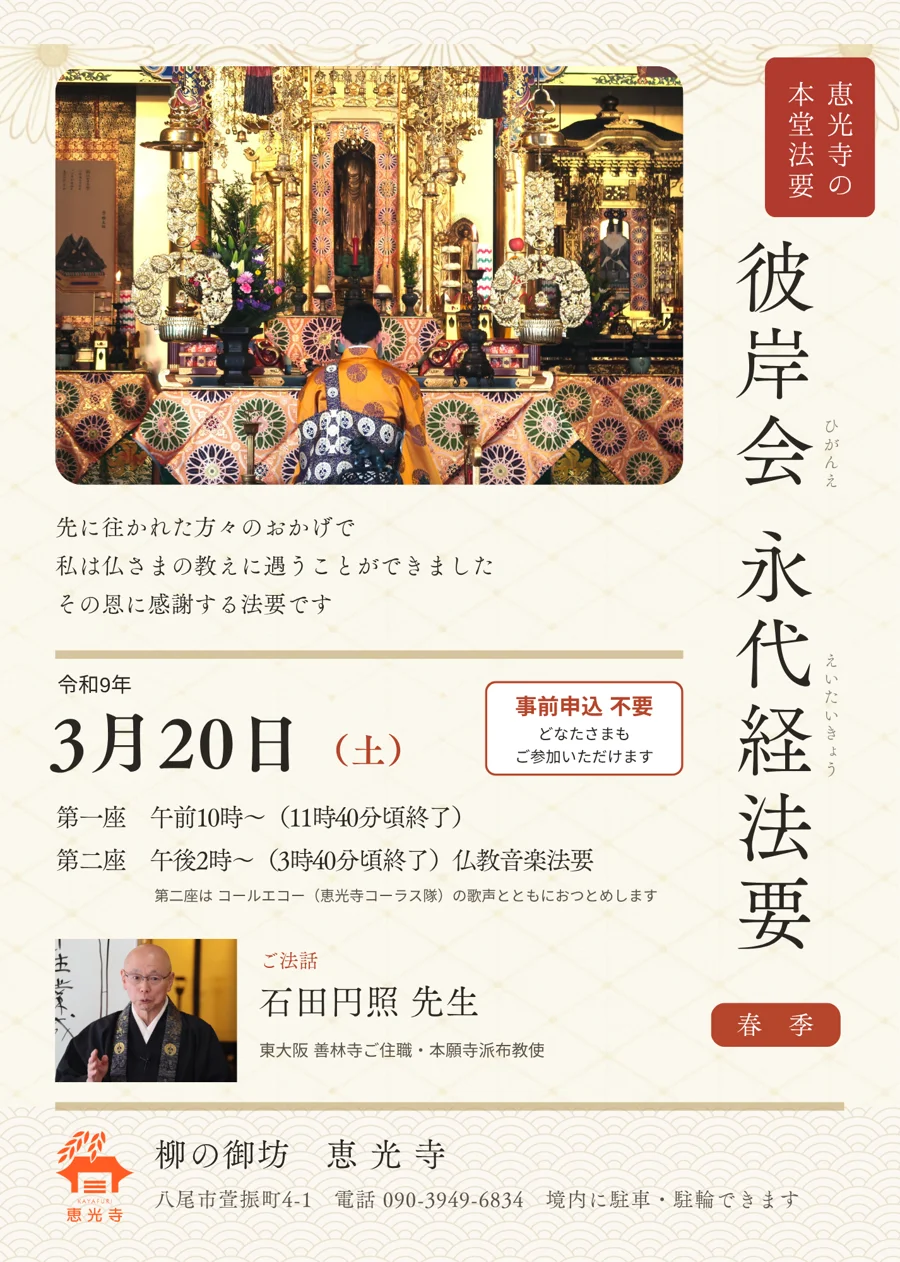 恵光寺の
本堂法要
彼岸会 永代経法要
ひがんえ
えいたいきょう
春 季
先に往かれた方々のおかげで
私は仏さまの教えに遇うことができました
その恩に感謝する法要です
令和9年
3月20日（土）
事前申込 不要
どなたさまも
ご参加いただけます
第一座 午前10時～（11時40分頃終了）
第二座 午後2時～（3時40分頃終了）仏教音楽法要
第二座は コールエコー（恵光寺コーラス隊）の歌声とともにおつとめします
ご法話
石田円照 先生
東大阪 善林寺ご住職・本願寺派布教使
柳の御坊 恵光寺
八尾市萱振町4-1 電話 090-3949-6834 境内に駐車・駐輪できます
KAYAFURI
恵光寺